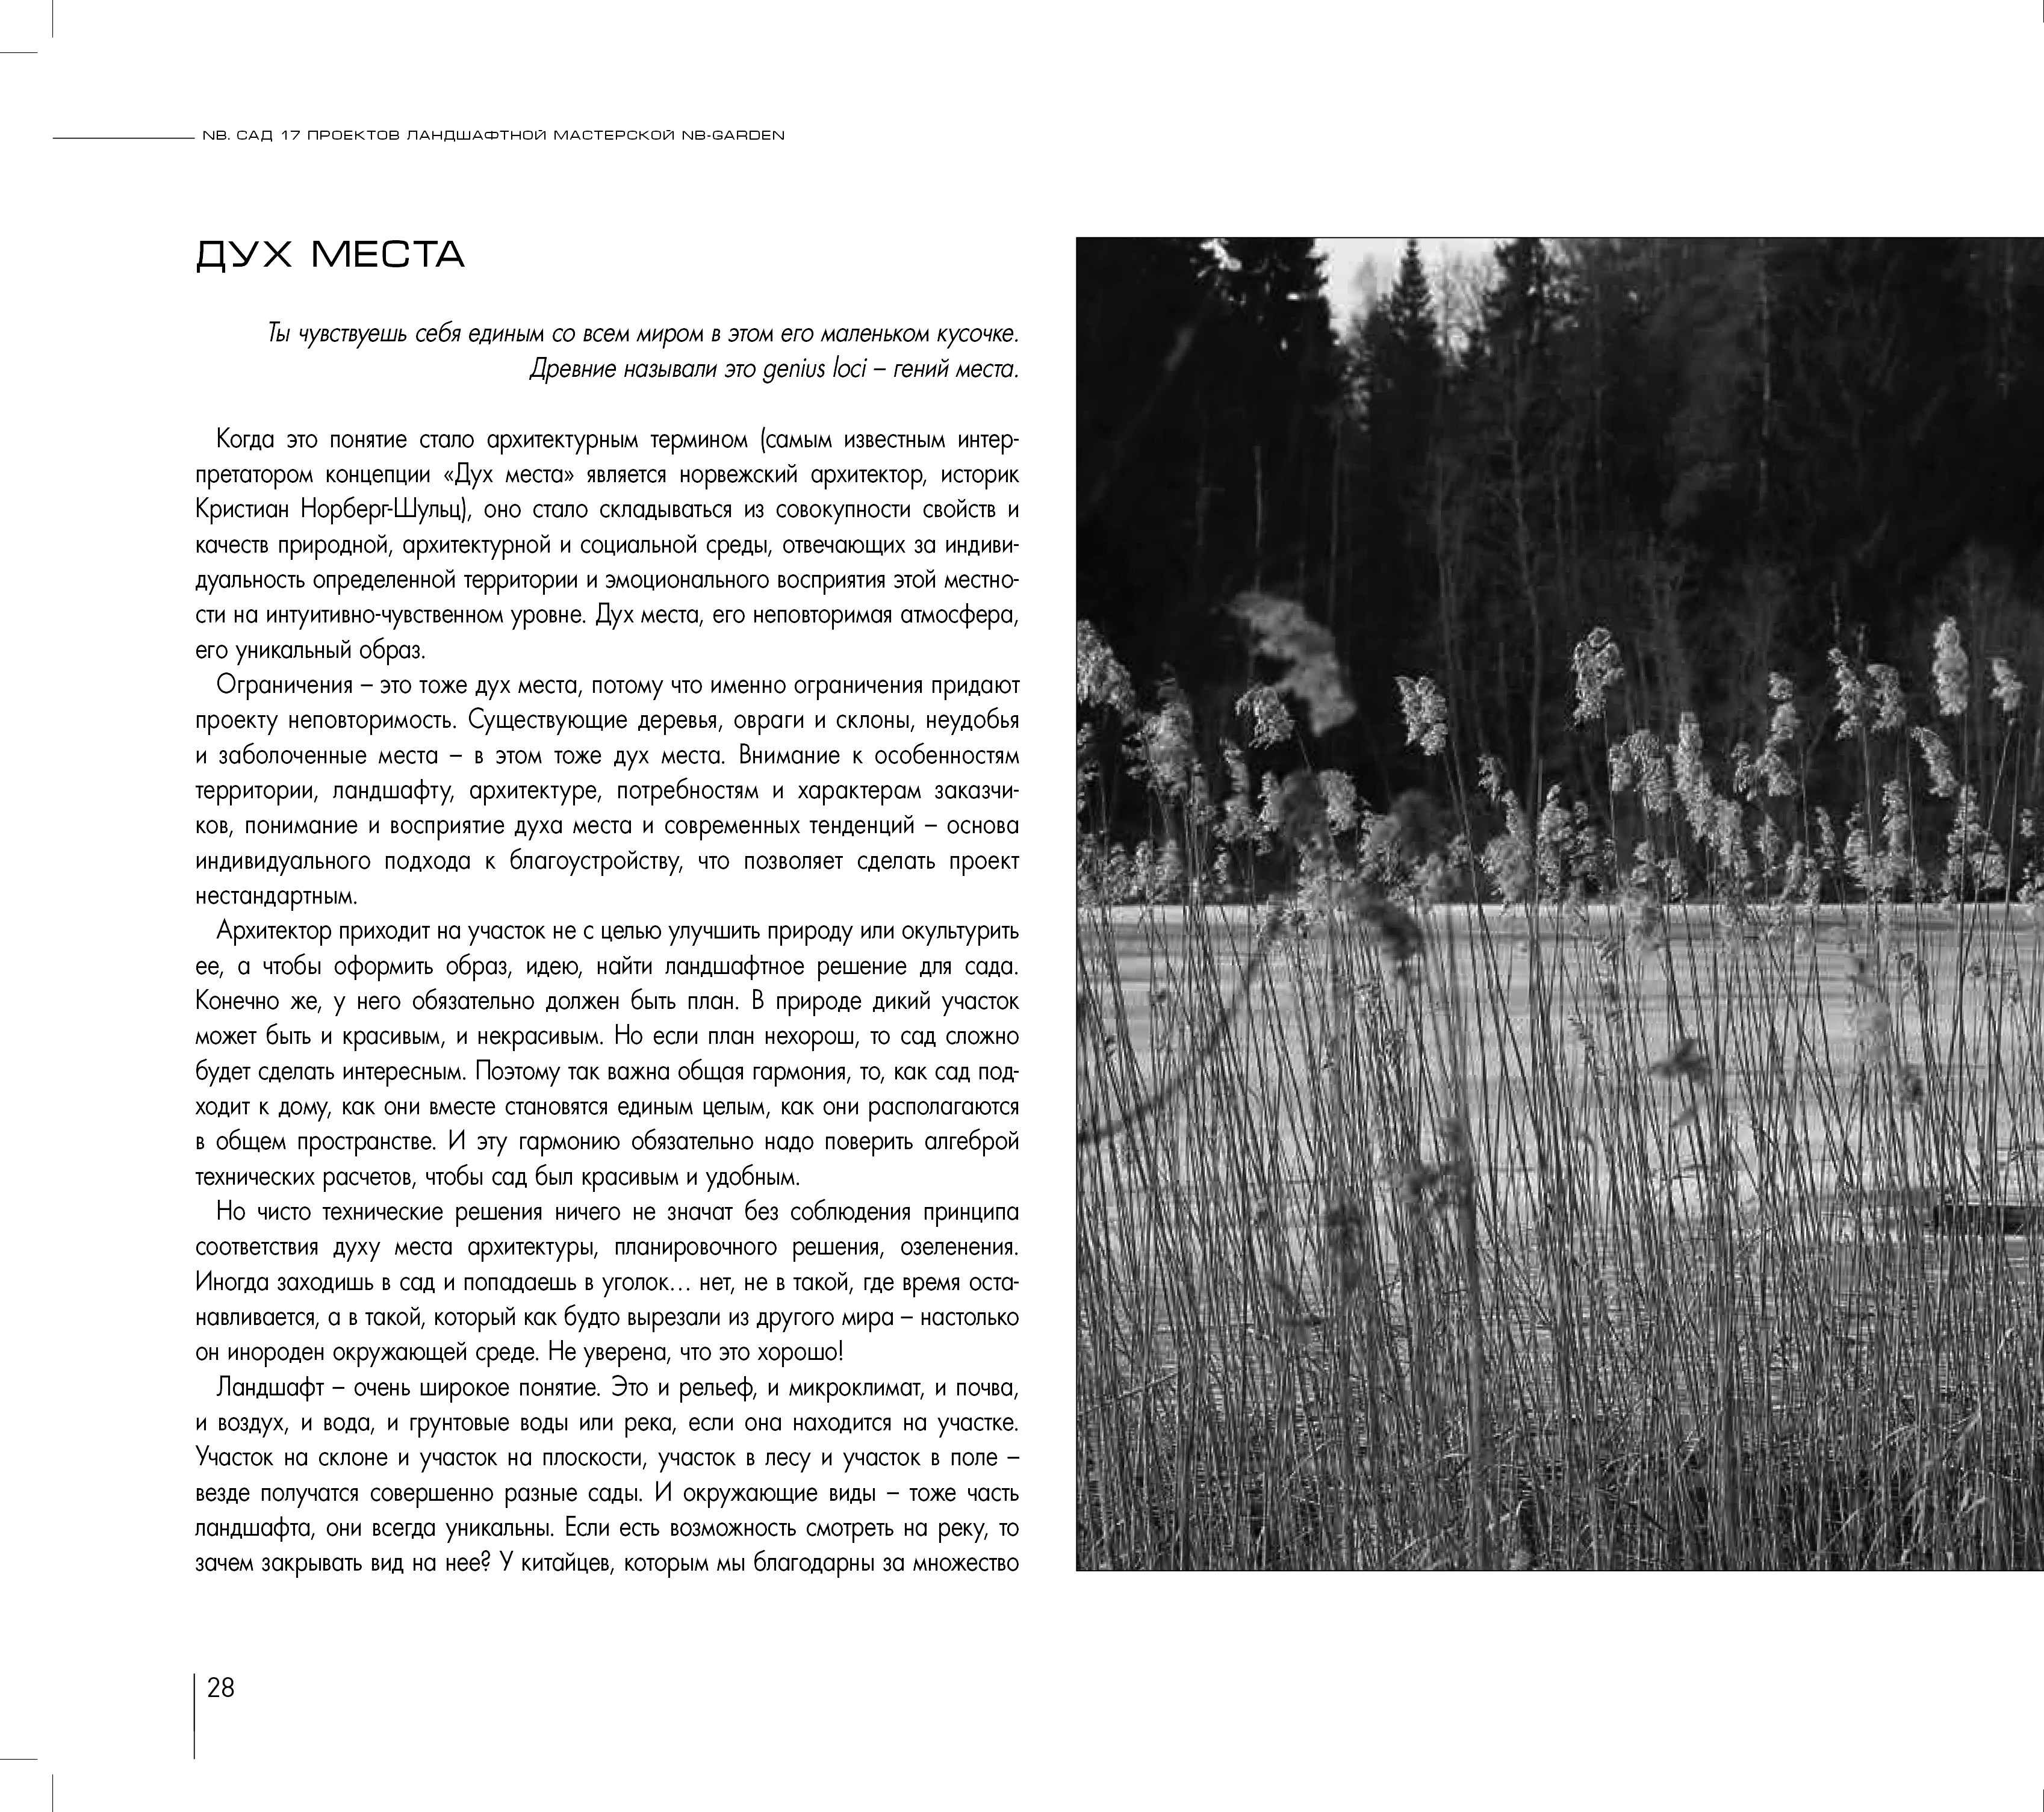 NB. САД 17 ПРОЕКТОВ ЛАНДШАФТНОЙ МАСТЕРСКОЙ NB-GARDEN
ДУХ МЕСТА
Ты чувствуешь себя единым со всем миром в этом его маленьком кусочке.
Древние называли это genius loci – гений места.
Когда это понятие стало архитектурным термином (самым известным интер-
претатором концепции «Дух места» является норвежский архитектор, историк
Кристиан Норберг-Шульц), оно стало складываться из совокупности свойств и
качеств природной, архитектурной и социальной среды, отвечающих за индиви-
дуальность определенной территории и эмоционального восприятия этой местно-
сти на интуитивно-чувственном уровне. Дух места, его неповторимая атмосфера,
его уникальный образ.
Ограничения – это тоже дух места, потому что именно ограничения придают
проекту неповторимость. Существующие деревья, овраги и склоны, неудобья
и заболоченные места – в этом тоже дух места. Внимание к особенностям
территории, ландшафту, архитектуре, потребностям и характерам заказчи-
ков, понимание и восприятие духа места и современных тенденций – основа
индивидуального подхода к благоустройству, что позволяет сделать проект
нестандартным.
Архитектор приходит на участок не с целью улучшить природу или окультурить
ее, а чтобы оформить образ, идею, найти ландшафтное решение для сада.
Конечно же, у него обязательно должен быть план. В природе дикий участок
может быть и красивым, и некрасивым. Но если план нехорош, то сад сложно
будет сделать интересным. Поэтому так важна общая гармония, то, как сад под-
ходит к дому, как они вместе становятся единым целым, как они располагаются
в общем пространстве. И эту гармонию обязательно надо поверить алгеброй
технических расчетов, чтобы сад был красивым и удобным.
Но чисто технические решения ничего не значат без соблюдения принципа
соответствия духу места архитектуры, планировочного решения, озеленения.
Иногда заходишь в сад и попадаешь в уголок… нет, не в такой, где время оста-
навливается, а в такой, который как будто вырезали из другого мира – настолько
он инороден окружающей среде. Не уверена, что это хорошо!
Ландшафт – очень широкое понятие. Это и рельеф, и микроклимат, и почва,
и воздух, и вода, и грунтовые воды или река, если она находится на участке.
Участок на склоне и участок на плоскости, участок в лесу и участок в поле –
везде получатся совершенно разные сады. И окружающие виды – тоже часть
ландшафта, они всегда уникальны. Если есть возможность смотреть на реку, то
зачем закрывать вид на нее? У китайцев, которым мы благодарны за множество
28